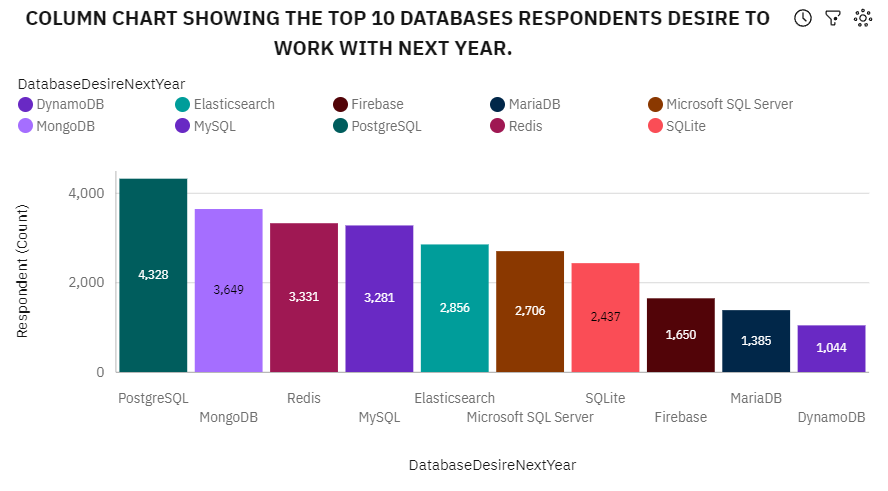 COLUMN CHART SHOWING THE TOP 10 DATABASES RESPONDENTS DESIRE TO
WORK WITH NEXT YEAR.
DatabaseDesireNextYear
DynamoDB Elasticsearch Firebase MariaDB Microsoft SQL Server
MongoDB MySQL PostgreSQL Redis SQLite
Respondent (Count)
4,000
2,000
0
4,328 3,649 3,331 3,281 2,856 2,706 2,437 1,650 1,385 1,044
PostgreSQL Redis Elasticsearch SQLite MariaDB
MongoDB MySQL Microsoft SQL Server Firebase DynamoDB
DatabaseDesireNextYear